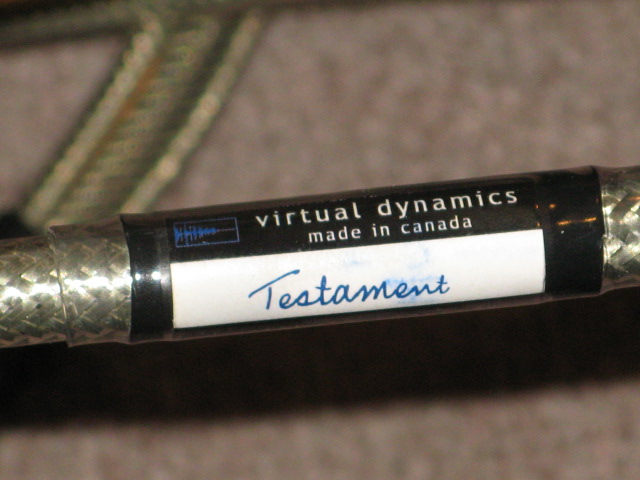 virtual dynamics
made in canada
Testament